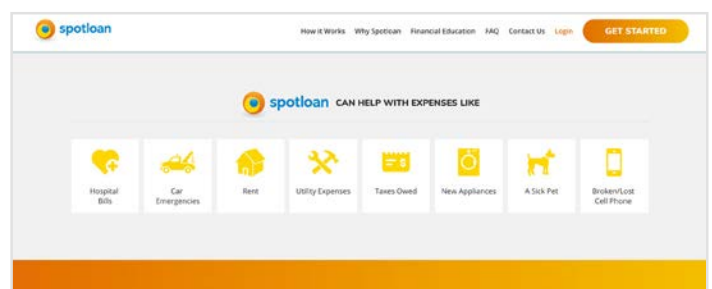 spotloan
How it Works Why Spotloan Financial Education FAQ Contact Us Login GET STARTED
spotloan CAN HELP WITH EXPENSES LIKE
Hospital Bills
Car Emergencies
Rent
Utility Expenses
Taxes Owed
New Appliances
A Sick Pet
Broken/Lost Cell Phone